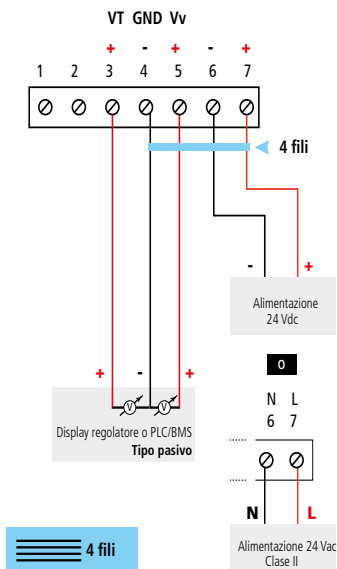 VT GND Vv
+ - + - +
1 2 3 4 5 6 7
4 fili
- +
Alimentazione
24 Vdc
o
+ - +
V V
Display regolatore o PLC/BMS
Tipo pasivo
N L
6 7
N L
Alimentazione 24 Vac
Clase II
4 fili